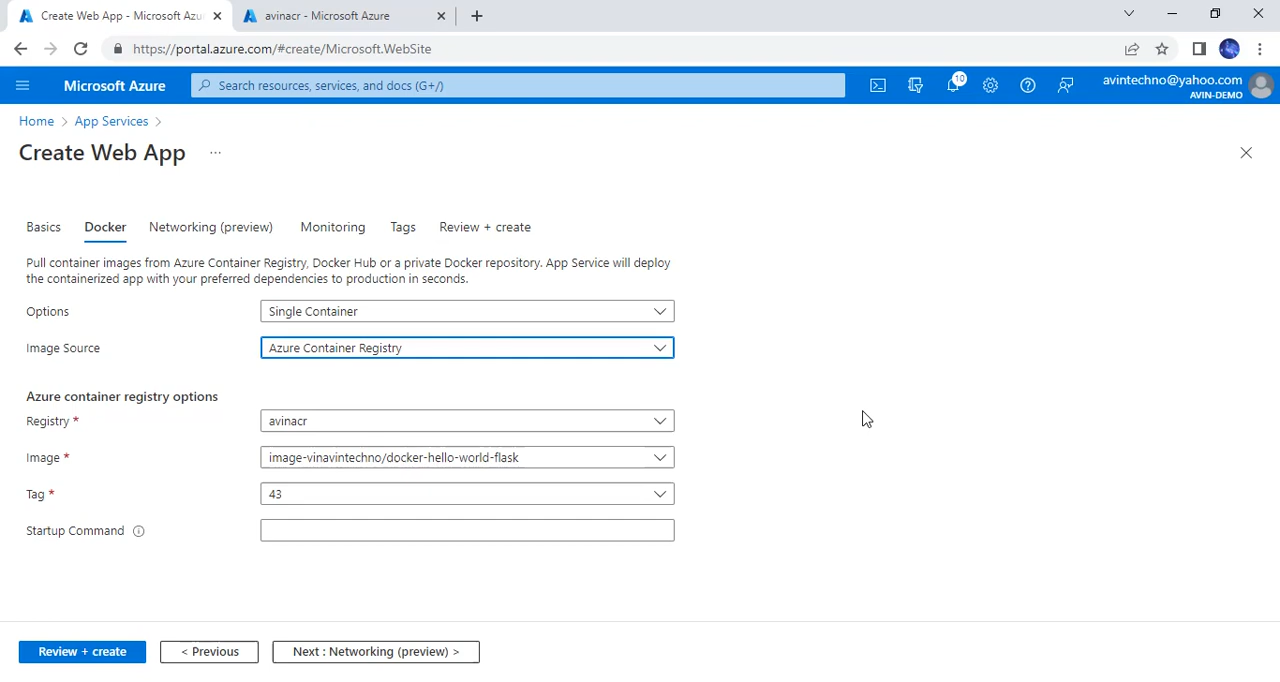 Create Web App - Microsoft Azu
avinacr - Microsoft Azure
https://portal.azure.com/#create/Microsoft.WebSite
Microsoft Azure
Search resources, services, and docs (G+/)
10
avintechno@yahoo.com
AVIN-DEMO
Home > App Services >
Create Web App ...
Basics Docker Networking (preview) Monitoring Tags Review + create
Pull container images from Azure Container Registry, Docker Hub or a private Docker repository. App Service will deploy
the containerized app with your preferred dependencies to production in seconds.
Options Single Container
Image Source Azure Container Registry
Azure container registry options
Registry * avinacr
Image * image-vinavintechno/docker-hello-world-flask
Tag * 43
Startup Command
Review + create < Previous Next : Networking (preview) >